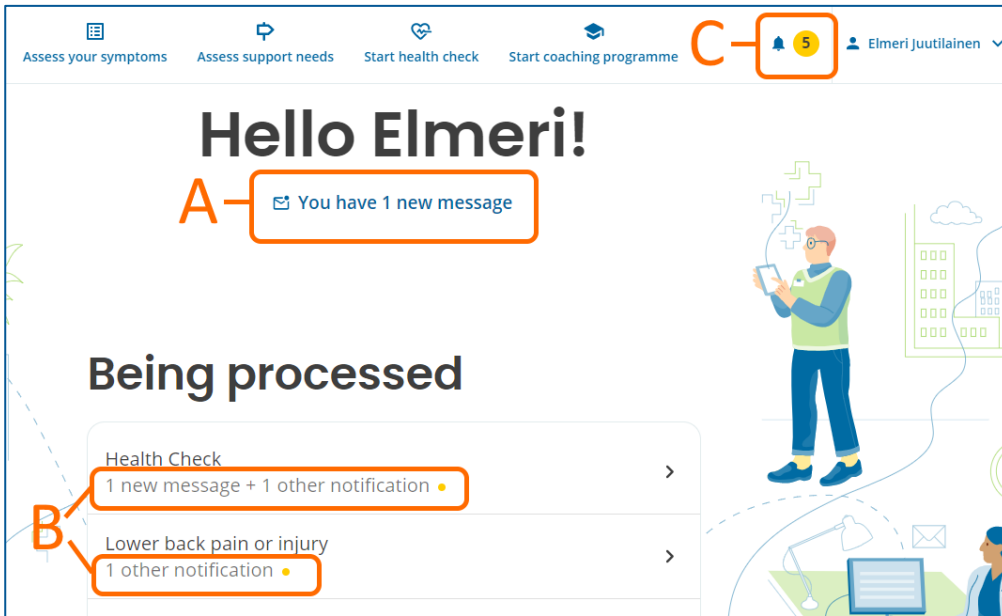 Assess your symptoms
Assess support needs
Start health check
Start coaching programme
C
5
Elmeri Juutilainen
Hello Elmeri!
A
You have 1 new message
Being processed
Health Check
1 new message + 1 other notification
B
Lower back pain or injury
1 other notification